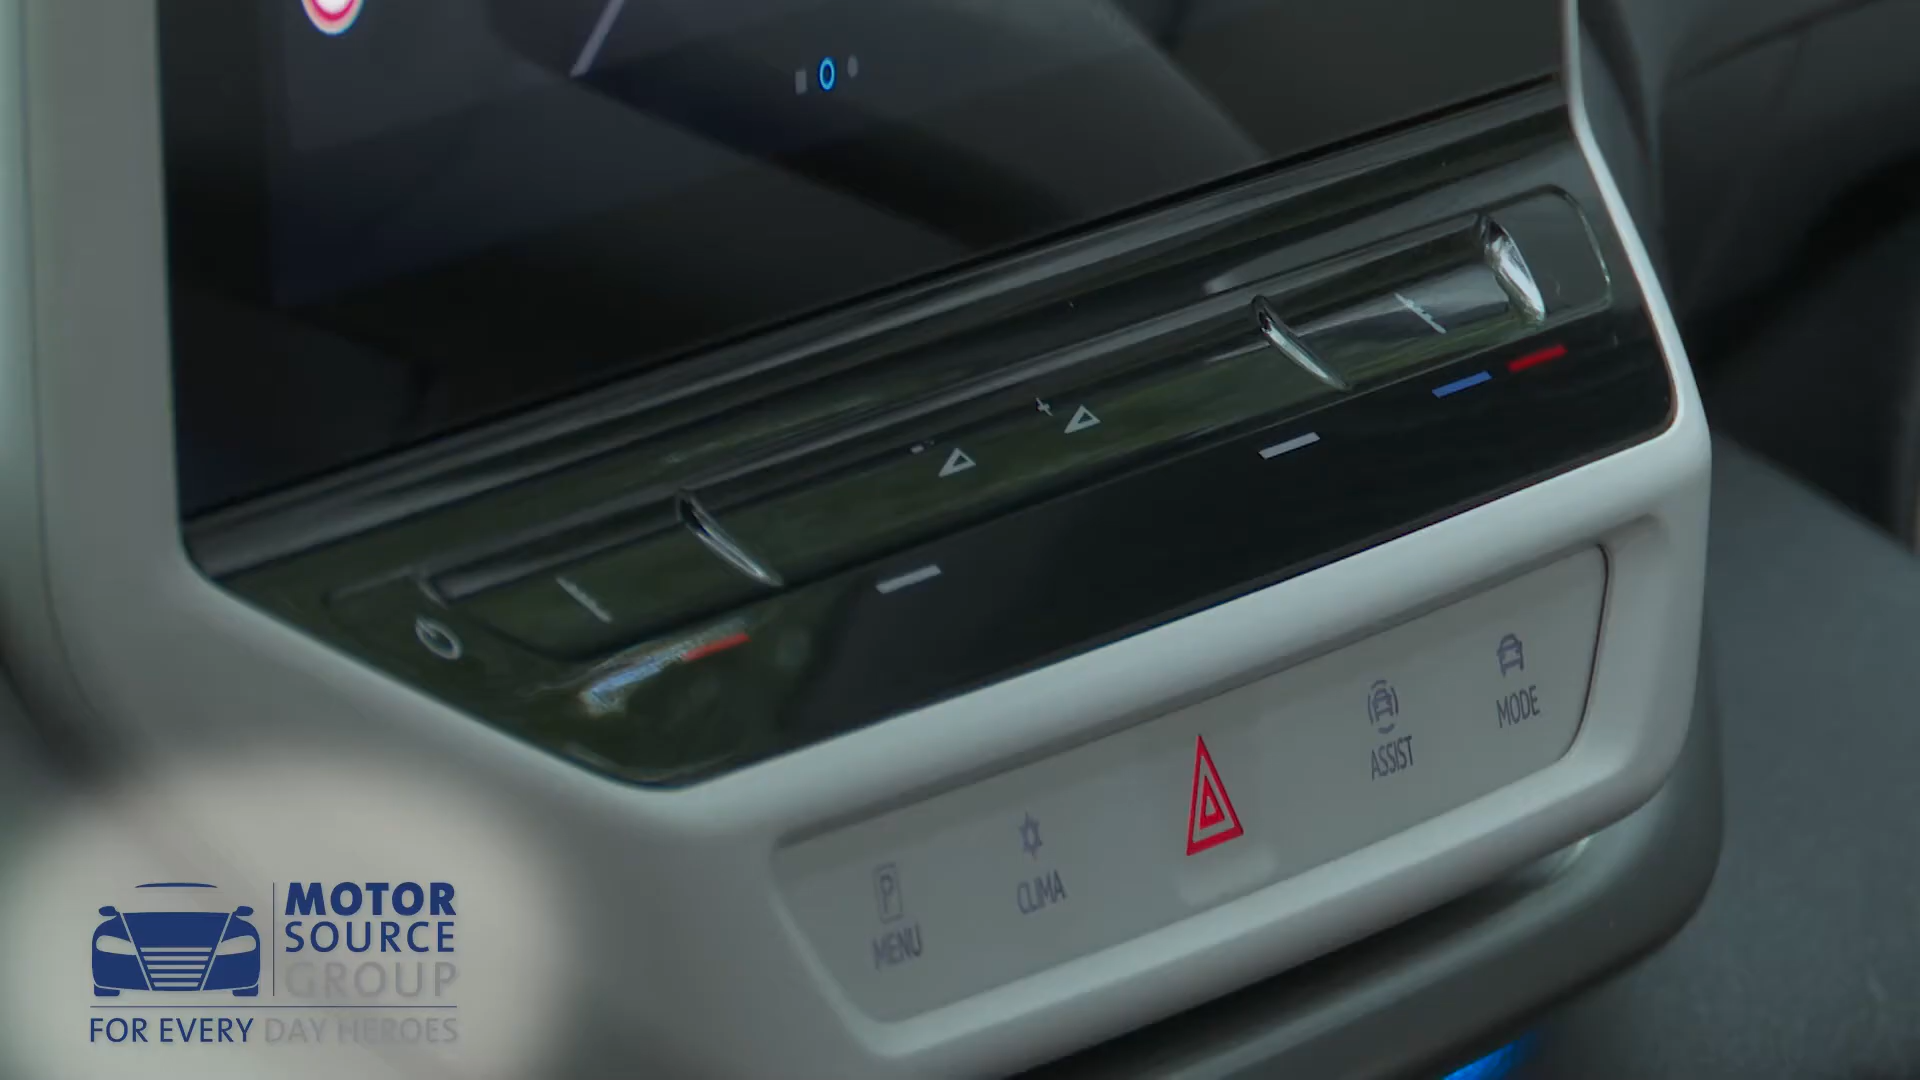 P
MENU
CLIMA
ASSIST
MODE
MOTOR
SOURCE
GROUP
FOR EVERY DAY HEROES